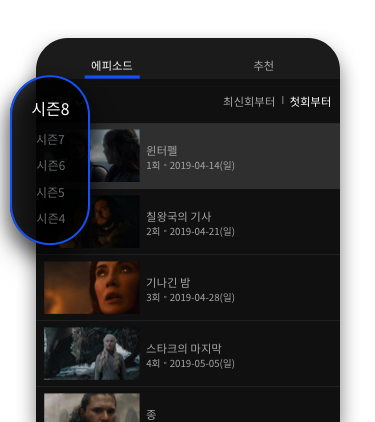 에피소드
추천
시즌8
시즌7
시즌6
시즌5
시즌4
최신회부터 | 첫회부터
윈터펠
1회 - 2019-04-14(일)
칠왕국의 기사
2회 - 2019-04-21(일)
기나긴 밤
3회 - 2019-04-28(일)
스타크의 마지막
4회 - 2019-05-05(일)
종